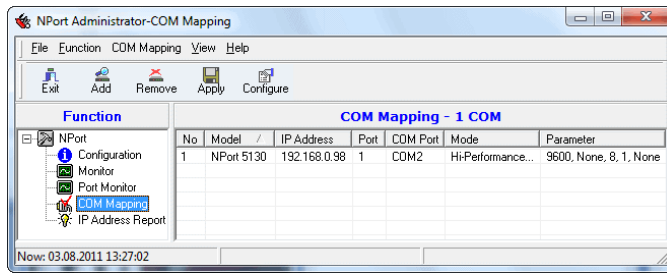 NPort Administrator-COM Mapping
File Function COM Mapping View Help
Exit Add Remove Apply Configure
Function COM Mapping - 1 COM
NPort
Configuration
Monitor
Port Monitor
COM Mapping
IP Address Report
No Model IP Address Port COM Port Mode Parameter
1 NPort 5130 192.168.0.98 1 COM2 Hi-Performance... 9600, None, 8, 1, None
Now: 03.08.2011 13:27:02